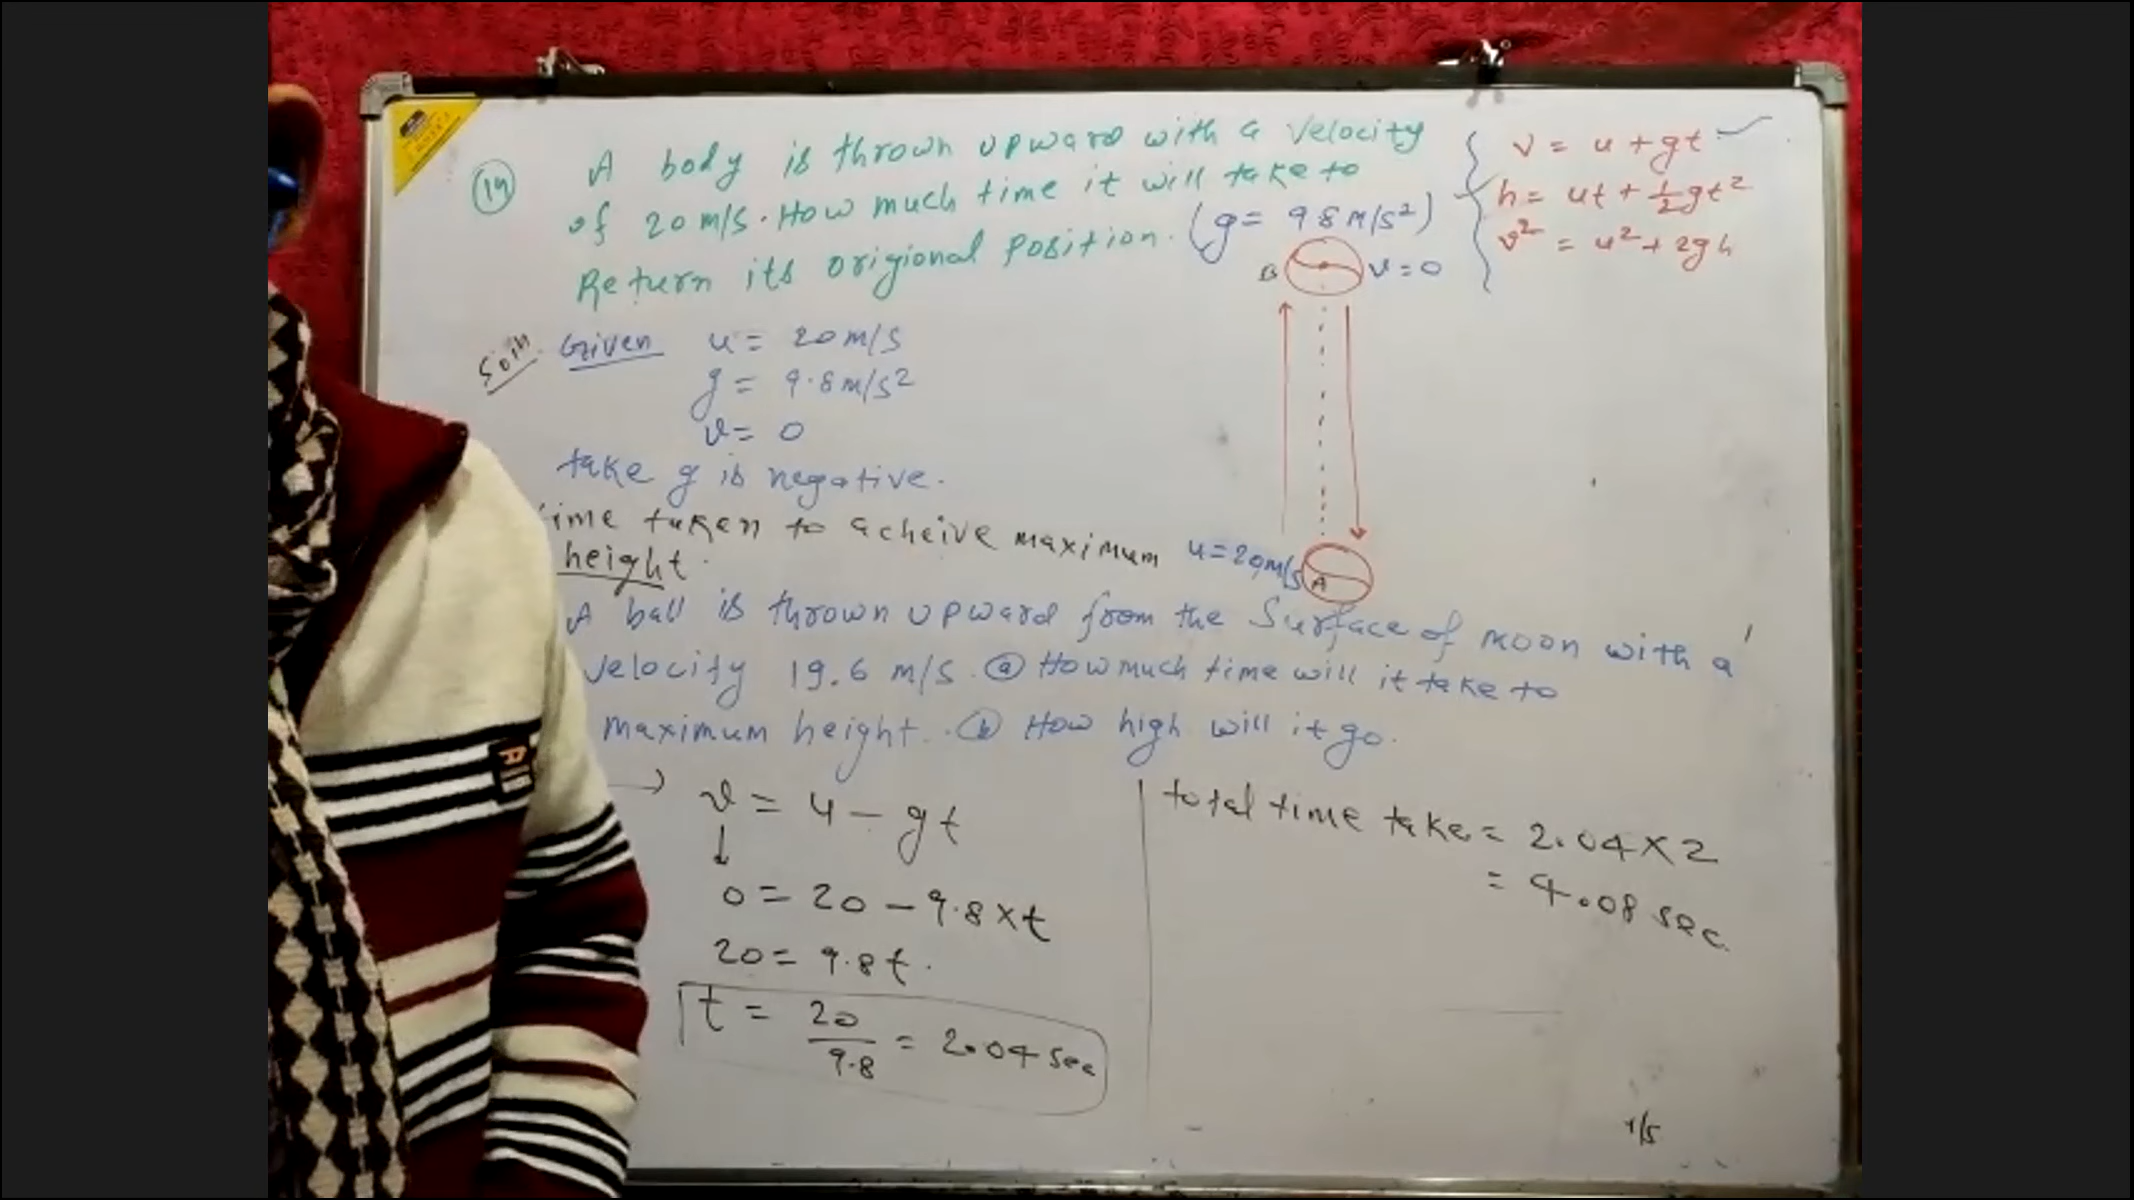 (14) A body is thrown upward with a velocity
of 20 m/s. How much time it will take to
Return its origional position. (g = 9.8 m/s²)
v = u + gt
h = ut + ½gt²
v² = u² + 2gh
B v = 0
Soln. Given u = 20 m/s
g = 9.8 m/s²
v = 0
take g is negative.
ime taken to acheive maximum
height.
u = 20 m/s A
A ball is thrown upward from the Surface of moon with a
velocity 19.6 m/s. (a) How much time will it take to
maximum height. (b) How high will it go.
→ v = u - gt
↓
0 = 20 - 9.8 × t
20 = 9.8t.
t = 20/9.8 = 2.04 sec
total time take = 2.04 × 2
= 4.08 sec.